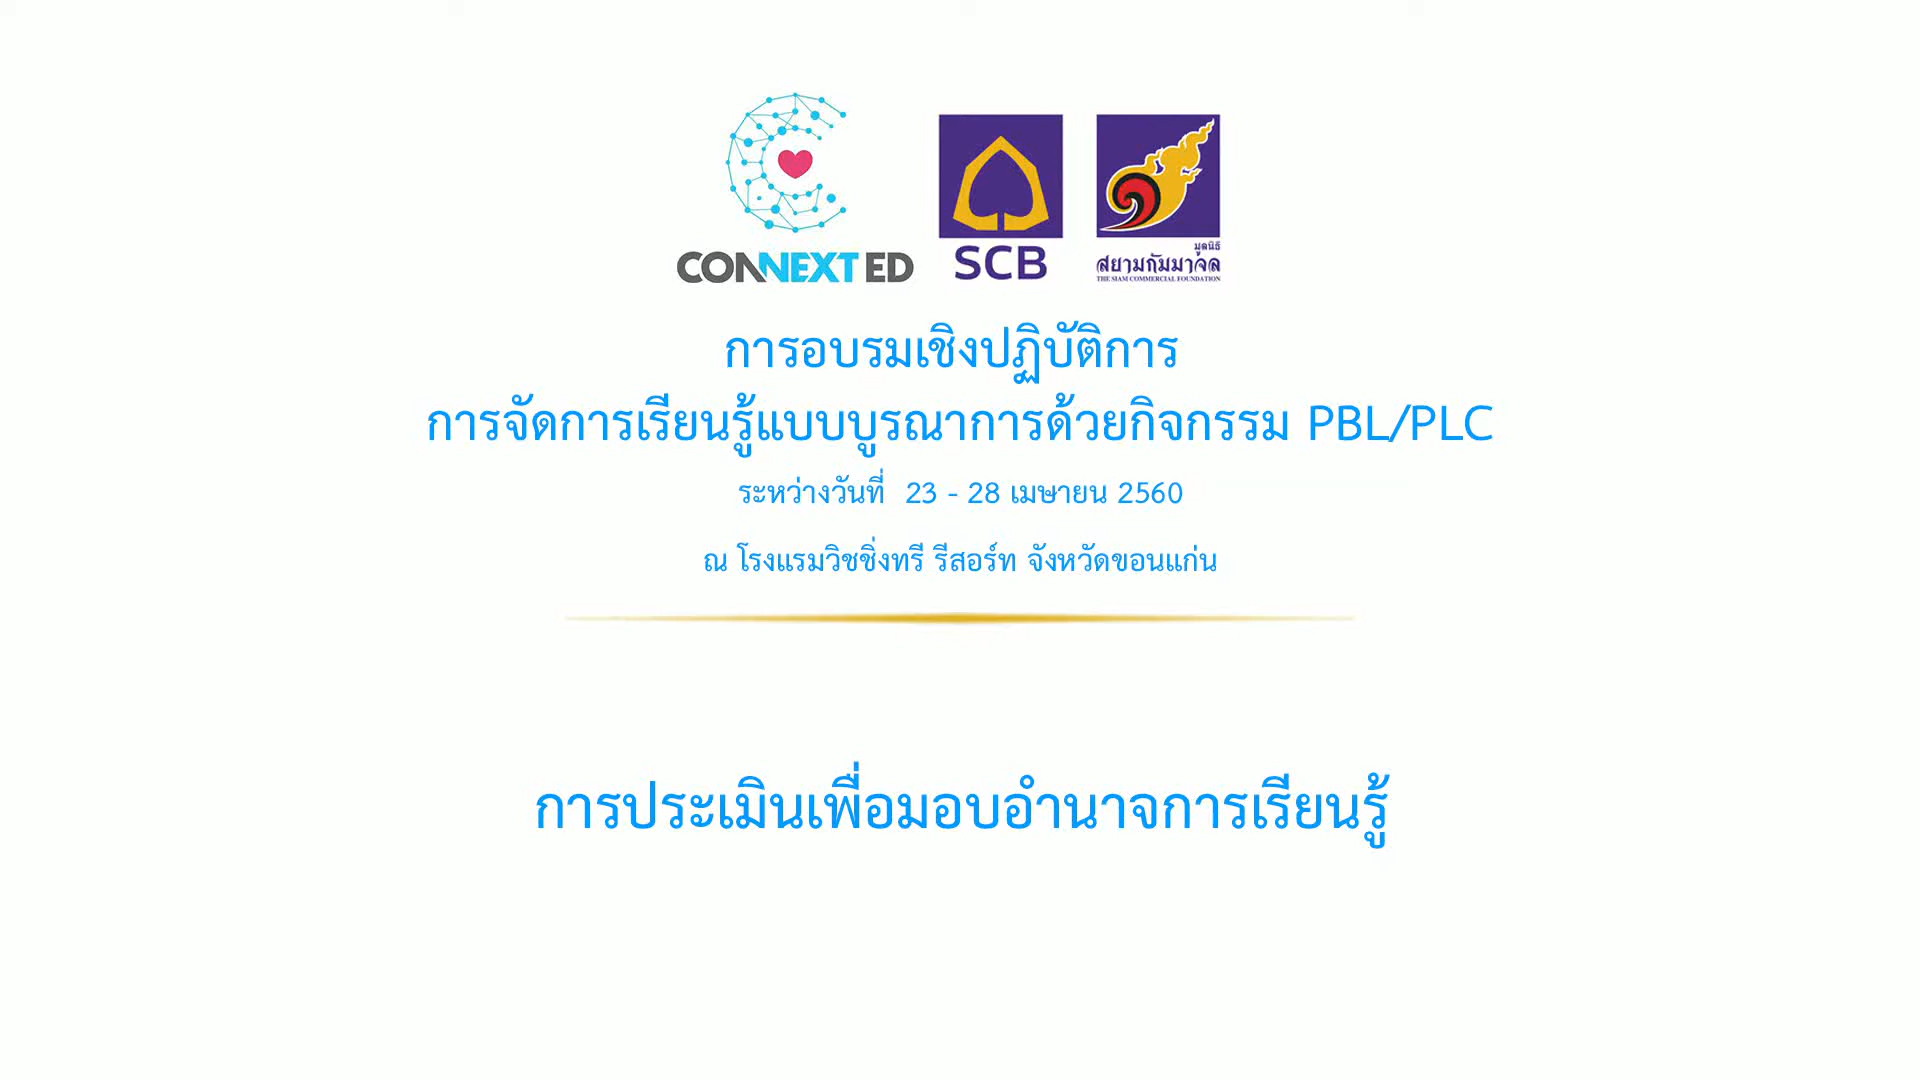 CONNEXT ED
SCB
มูลนิธิ
สยามกัมมาจล
THE SIAM COMMERCIAL FOUNDATION
การอบรมเชิงปฏิบัติการ
การจัดการเรียนรู้แบบบูรณาการด้วยกิจกรรม PBL/PLC
ระหว่างวันที่ 23 - 28 เมษายน 2560
ณ โรงแรมวิชชิ่งทรี รีสอร์ท จังหวัดขอนแก่น
การประเมินเพื่อมอบอำนาจการเรียนรู้